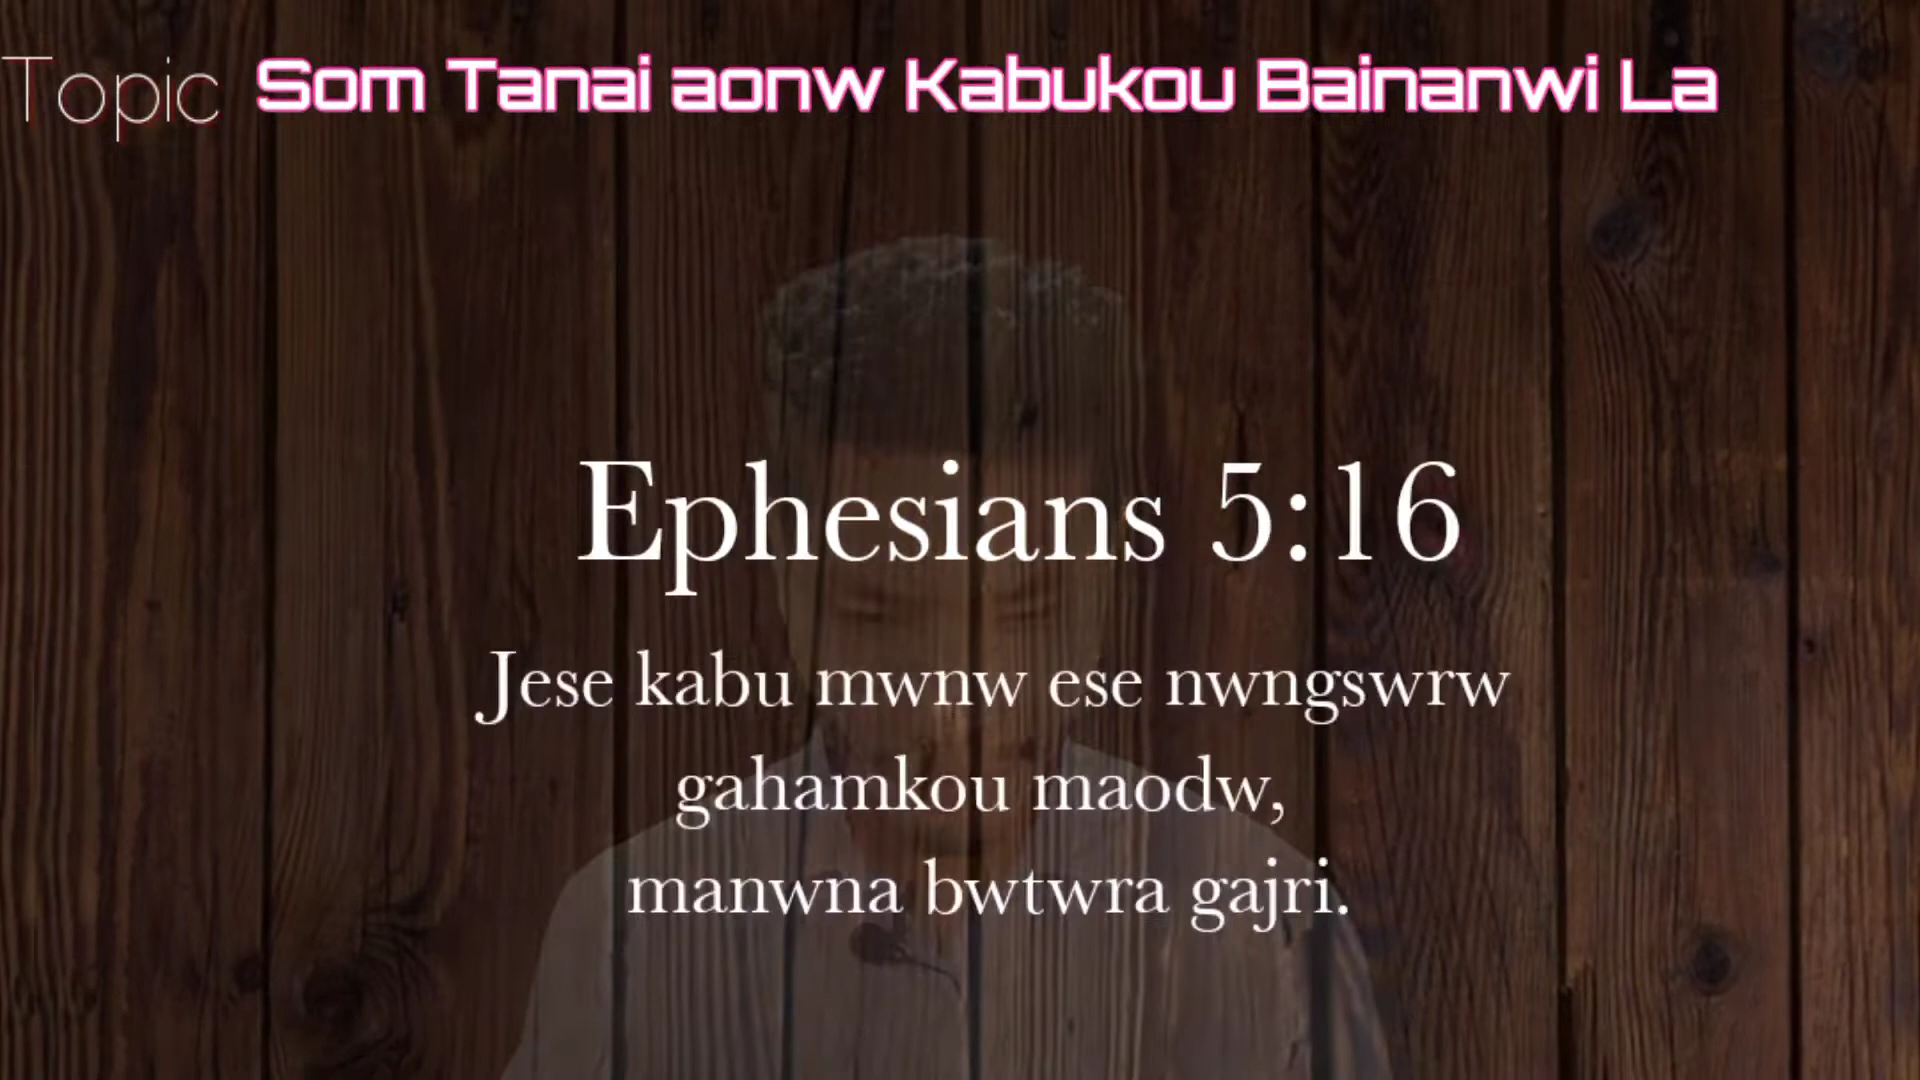 Topic Som Tanai aonw Kabukou Bainanwi La
Ephesians 5:16
Jese kabu mwnw ese nwngswrw
gahamkou maodw,
manwna bwtwra gajri.